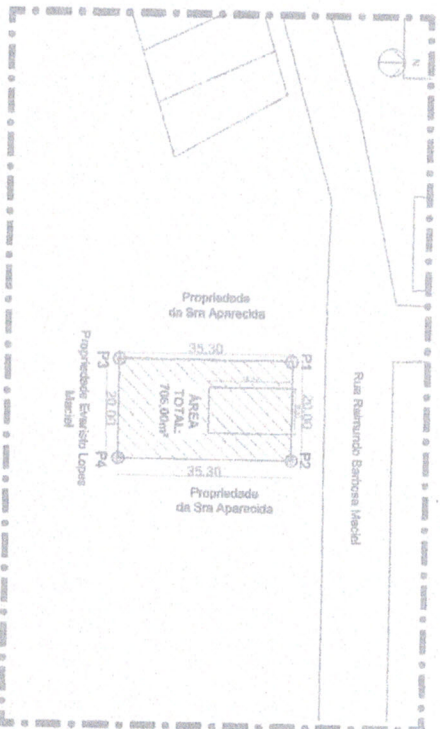 N
Rua Raimundo Barbosa Maciel
Propriedade
da Sra Aparecida
35.30
P1
20.00
P2
ÁREA
TOTAL:
706,00m²
P3
20.00
P4
35.30
Propriedade
da Sra Aparecida
Propriedade Evaristo Lopes
Maciel